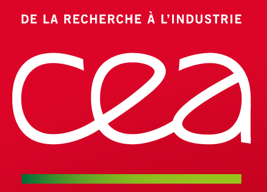 DE LA RECHERCHE À L'INDUSTRIE
cea